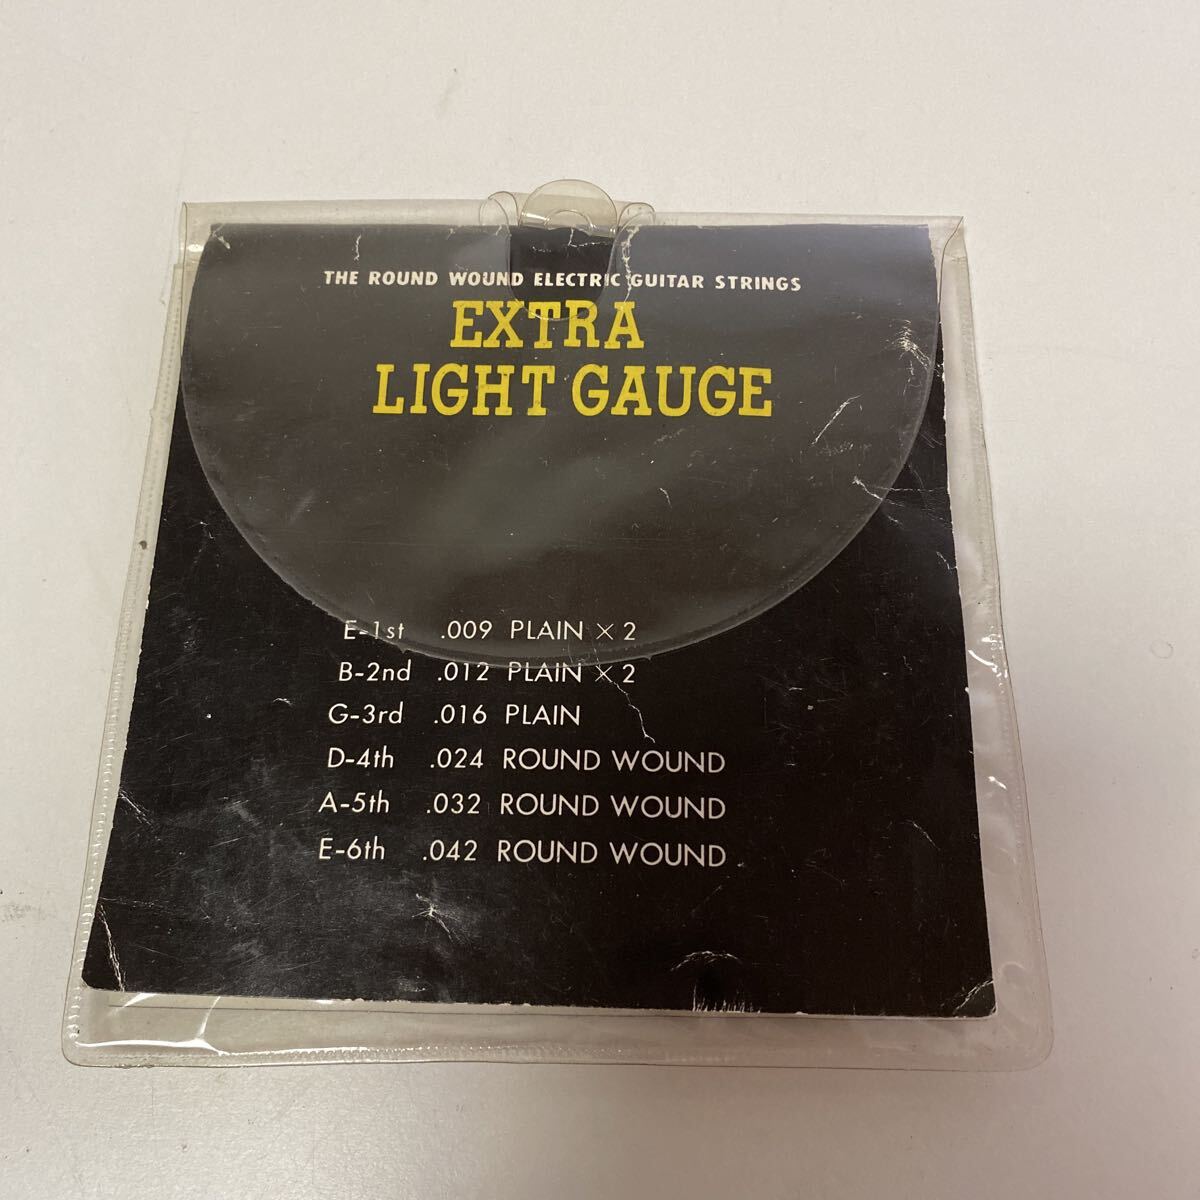 THE ROUND WOUND ELECTRIC GUITAR STRINGS
EXTRA
LIGHT GAUGE
E-1st .009 PLAIN × 2
B-2nd .012 PLAIN × 2
G-3rd .016 PLAIN
D-4th .024 ROUND WOUND
A-5th .032 ROUND WOUND
E-6th .042 ROUND WOUND